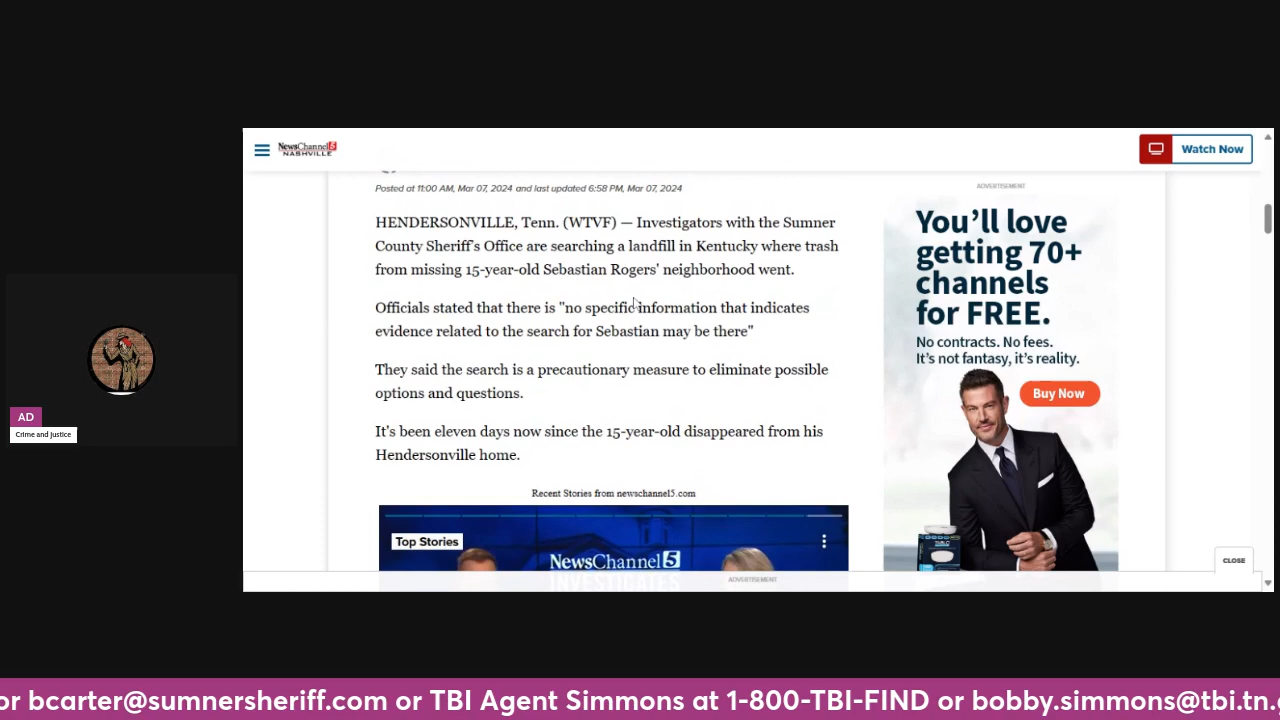 NewsChannel 5
NASHVILLE
Watch Now
Posted at 11:00 AM, Mar 07, 2024 and last updated 6:58 PM, Mar 07, 2024
HENDERSONVILLE, Tenn. (WTVF) — Investigators with the Sumner
County Sheriff's Office are searching a landfill in Kentucky where trash
from missing 15-year-old Sebastian Rogers' neighborhood went.
Officials stated that there is "no specific information that indicates
evidence related to the search for Sebastian may be there"
They said the search is a precautionary measure to eliminate possible
options and questions.
It's been eleven days now since the 15-year-old disappeared from his
Hendersonville home.
Recent Stories from newschannel5.com
Top Stories
NewsChannel 5
INVESTIGATES
ADVERTISEMENT
You'll love
getting 70+
channels
for FREE.
No contracts. No fees.
It's not fantasy, it's reality.
Buy Now
CLOSE
ADVERTISEMENT
AD
Crime and Justice
or bcarter@sumnersheriff.com or TBI Agent Simmons at 1-800-TBI-FIND or bobby.simmons@tbi.tn.